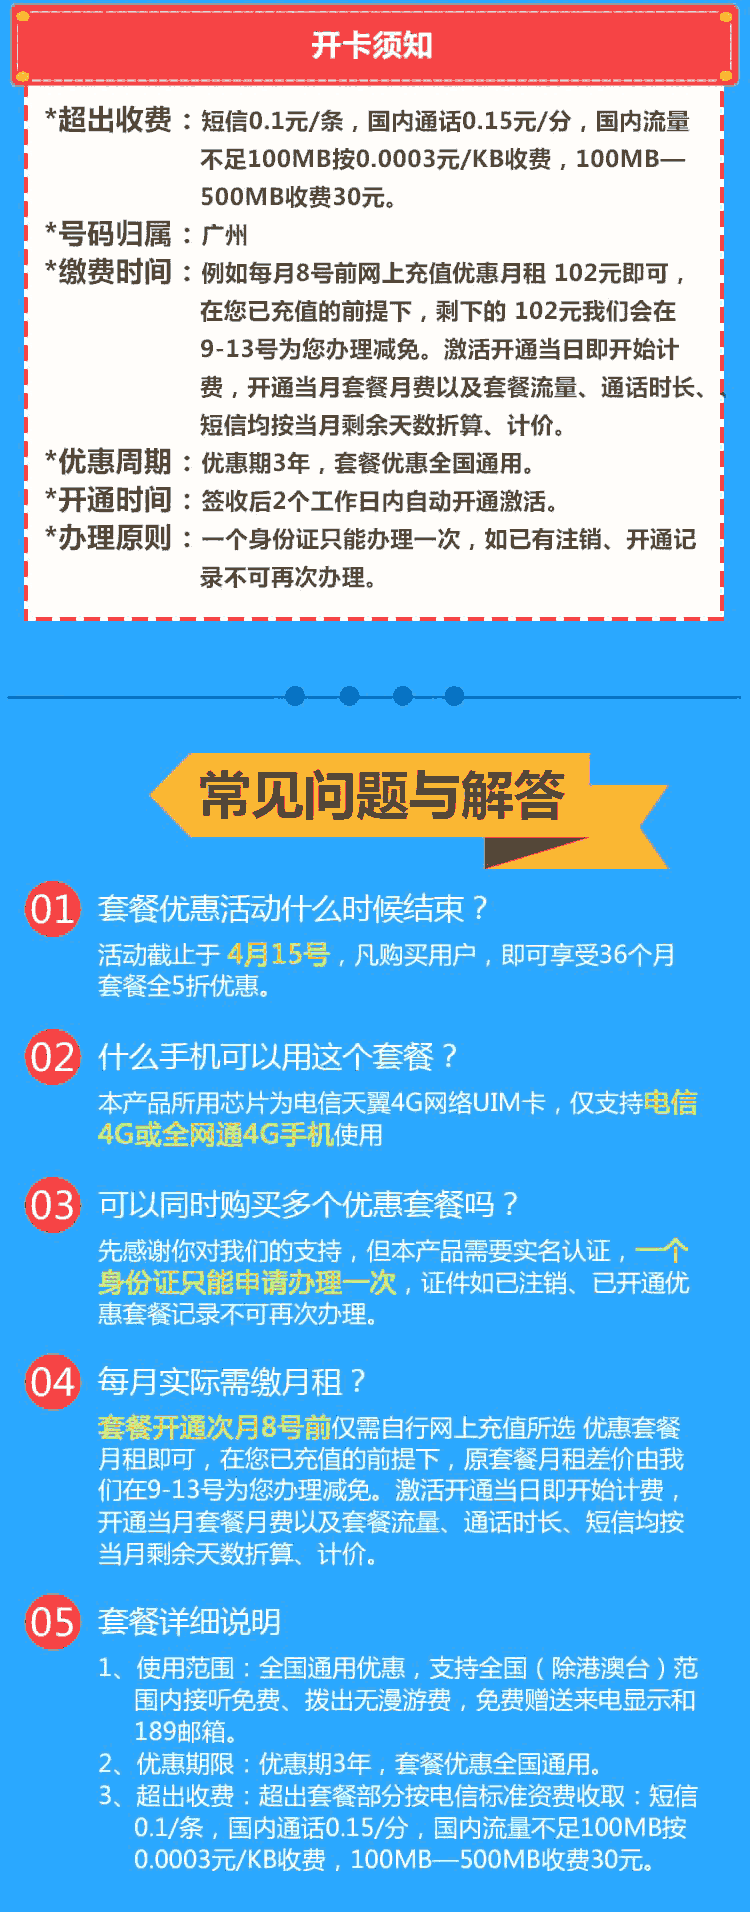 开卡须知
*超出收费：短信0.1元/条，国内通话0.15元/分，国内流量
不足100MB按0.0003元/KB收费，100MB—
500MB收费30元。
*号码归属：广州
*缴费时间：例如每月8号前网上充值优惠月租 102元即可，
在您已充值的前提下，剩下的 102元我们会在
9-13号为您办理减免。激活开通当日即开始计
费，开通当月套餐月费以及套餐流量、通话时长、
短信均按当月剩余天数折算、计价。
*优惠周期：优惠期3年，套餐优惠全国通用。
*开通时间：签收后2个工作日内自动开通激活。
*办理原则：一个身份证只能办理一次，如已有注销、开通记
录不可再次办理。
常见问题与解答
01 套餐优惠活动什么时候结束？
活动截止于 4月15号，凡购买用户，即可享受36个月
套餐全5折优惠。
02 什么手机可以用这个套餐？
本产品所用芯片为电信天翼4G网络UIM卡，仅支持电信
4G或全网通4G手机使用
03 可以同时购买多个优惠套餐吗？
先感谢你对我们的支持，但本产品需要实名认证，一个
身份证只能申请办理一次，证件如已注销、已开通优
惠套餐记录不可再次办理。
04 每月实际需缴月租？
套餐开通次月8号前仅需自行网上充值所选 优惠套餐
月租即可，在您已充值的前提下，原套餐月租差价由我
们在9-13号为您办理减免。激活开通当日即开始计费，
开通当月套餐月费以及套餐流量、通话时长、短信均按
当月剩余天数折算、计价。
05 套餐详细说明
1、使用范围：全国通用优惠，支持全国（除港澳台）范
围内接听免费、拨出无漫游费，免费赠送来电显示和
189邮箱。
2、优惠期限：优惠期3年，套餐优惠全国通用。
3、超出收费：超出套餐部分按电信标准资费收取：短信
0.1/条，国内通话0.15/分，国内流量不足100MB按
0.0003元/KB收费，100MB—500MB收费30元。